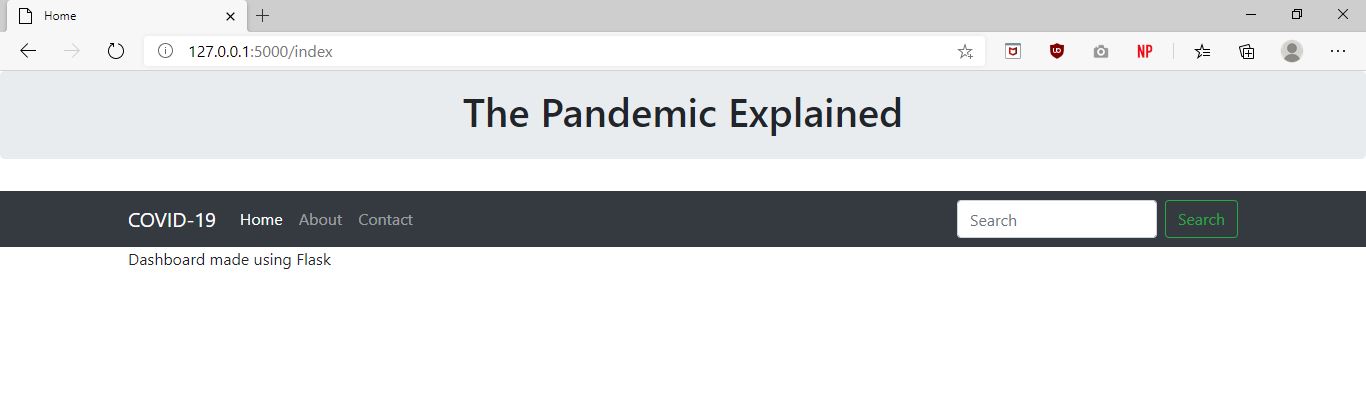 Home
127.0.0.1:5000/index
NP
The Pandemic Explained
COVID-19 Home About Contact Search Search
Dashboard made using Flask